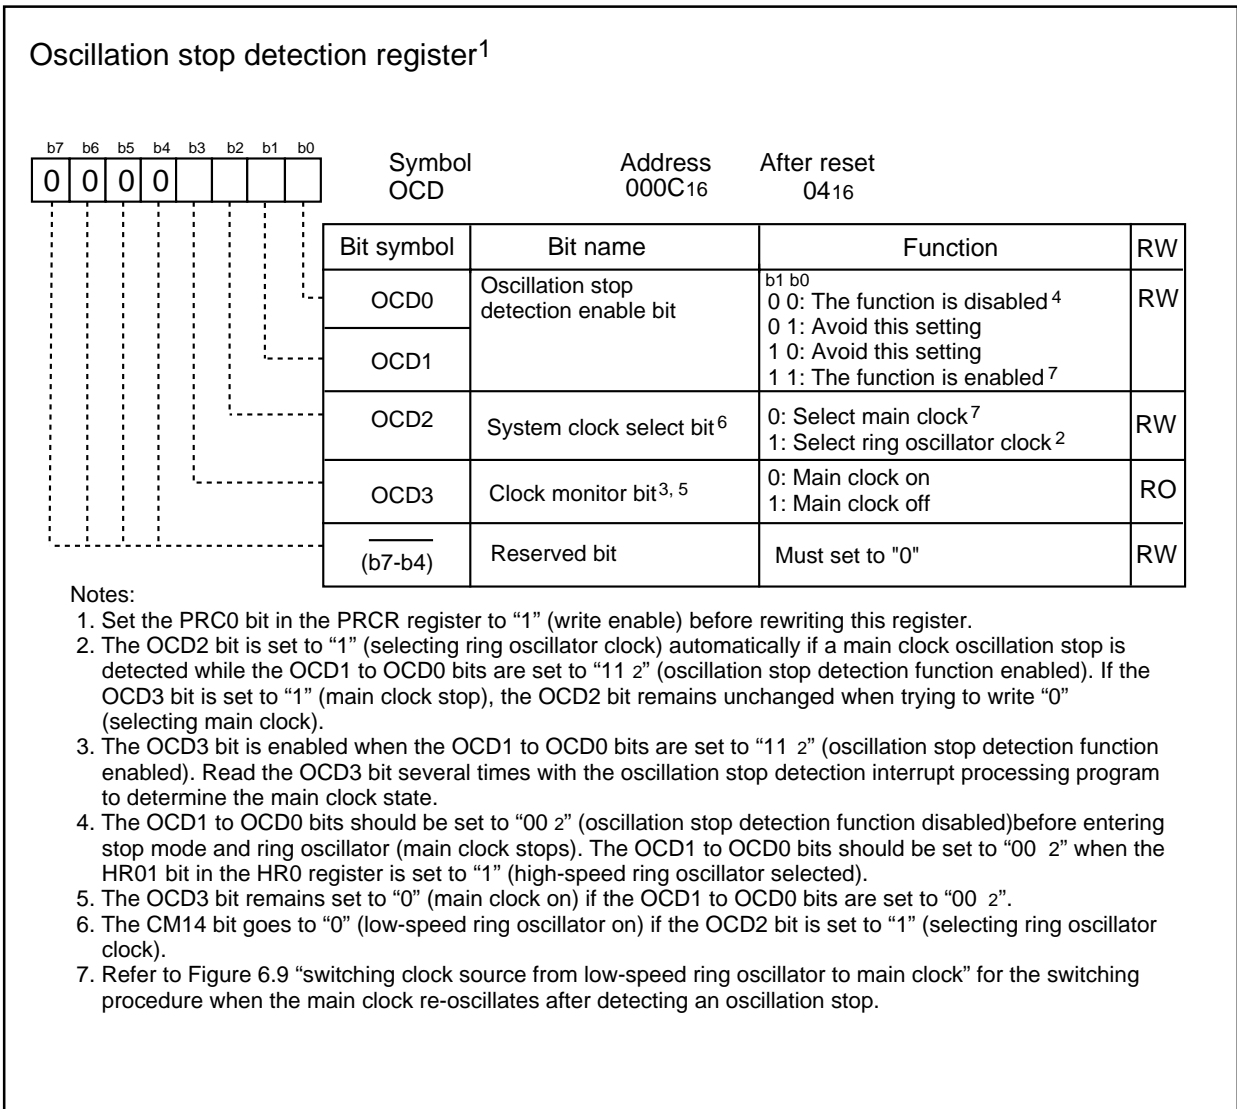 Oscillation stop detection register1
b7 b6 b5 b4 b3 b2 b1 b0
0 0 0 0
Symbol Address After reset
OCD 000C16 0416
Bit symbol Bit name Function RW
OCD0 Oscillation stop detection enable bit b1 b0 RW
0 0: The function is disabled4
0 1: Avoid this setting
OCD1 1 0: Avoid this setting
1 1: The function is enabled7
OCD2 System clock select bit6 0: Select main clock7 RW
1: Select ring oscillator clock2
OCD3 Clock monitor bit3, 5 0: Main clock on RO
1: Main clock off
(b7-b4) Reserved bit Must set to "0" RW
Notes:
1. Set the PRC0 bit in the PRCR register to “1” (write enable) before rewriting this register.
2. The OCD2 bit is set to “1” (selecting ring oscillator clock) automatically if a main clock oscillation stop is
detected while the OCD1 to OCD0 bits are set to “11 2” (oscillation stop detection function enabled). If the
OCD3 bit is set to “1” (main clock stop), the OCD2 bit remains unchanged when trying to write “0”
(selecting main clock).
3. The OCD3 bit is enabled when the OCD1 to OCD0 bits are set to “11 2” (oscillation stop detection function
enabled). Read the OCD3 bit several times with the oscillation stop detection interrupt processing program
to determine the main clock state.
4. The OCD1 to OCD0 bits should be set to “00 2” (oscillation stop detection function disabled)before entering
stop mode and ring oscillator (main clock stops). The OCD1 to OCD0 bits should be set to “00 2” when the
HR01 bit in the HR0 register is set to “1” (high-speed ring oscillator selected).
5. The OCD3 bit remains set to “0” (main clock on) if the OCD1 to OCD0 bits are set to “00 2”.
6. The CM14 bit goes to “0” (low-speed ring oscillator on) if the OCD2 bit is set to “1” (selecting ring oscillator
clock).
7. Refer to Figure 6.9 “switching clock source from low-speed ring oscillator to main clock” for the switching
procedure when the main clock re-oscillates after detecting an oscillation stop.